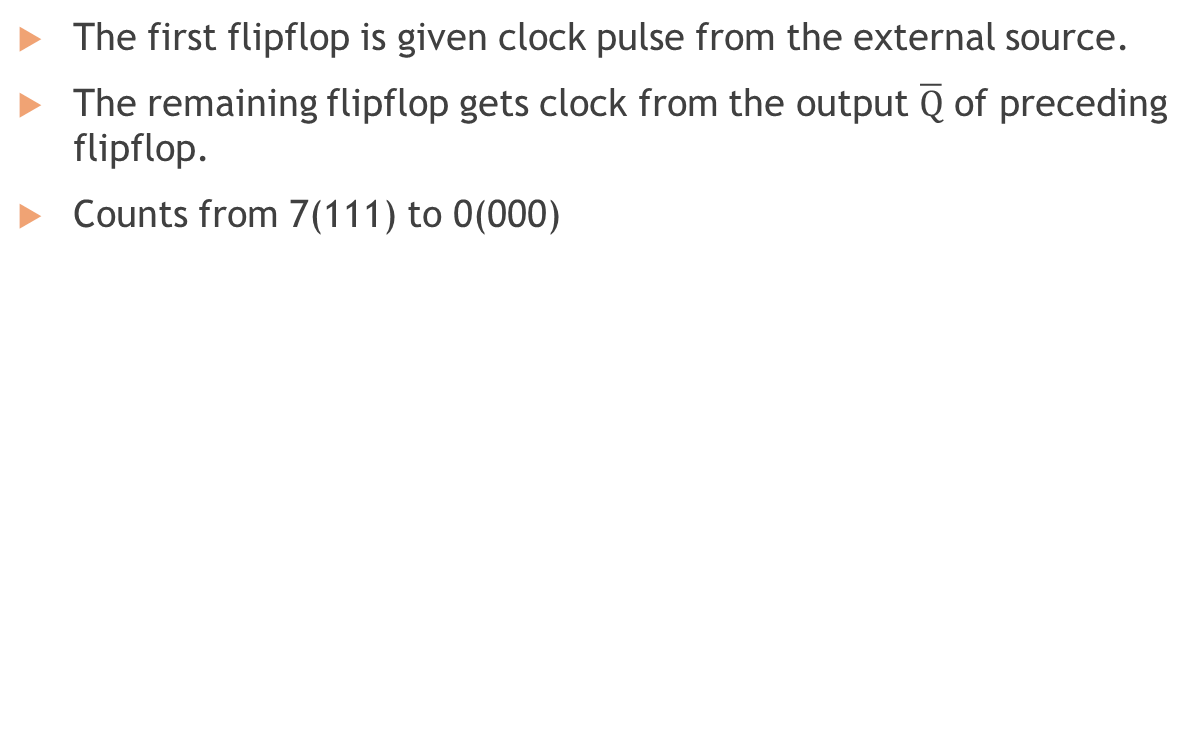 The first flipflop is given clock pulse from the external source.
The remaining flipflop gets clock from the output Q̅ of preceding
flipflop.
Counts from 7(111) to 0(000)